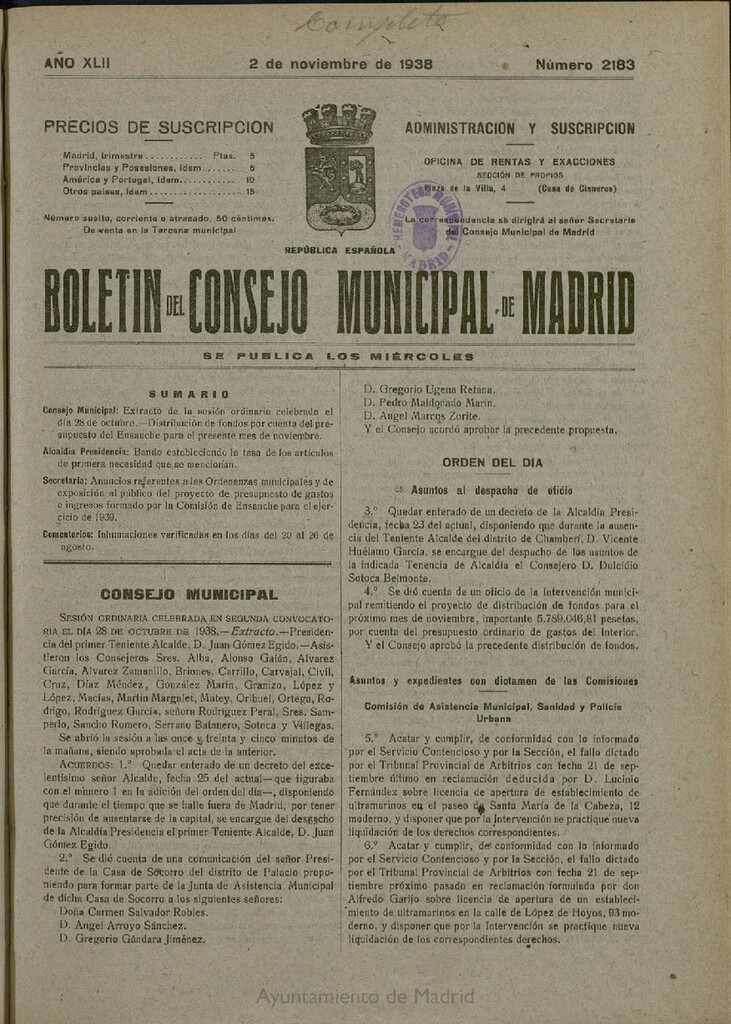 Completo
AÑO XLII
2 de noviembre de 1938
Número 2183
PRECIOS DE SUSCRIPCION
Madrid, trimestre........... Ptas. 5
Provincias y Posesiones, ídem....... 6
América y Portugal, ídem........... 10
Otros países, ídem................. 15
Número suelto, corriente o atrasado, 50 céntimos.
De venta en la Tercena municipal
ADMINISTRACION Y SUSCRIPCION
OFICINA DE RENTAS Y EXACCIONES
SECCIÓN DE PROPIOS
Plaza de la Villa, 4 (Casa de Cisneros)
La correspondencia se dirigirá al señor Secretario
del Consejo Municipal de Madrid
HEMEROTECA MUNICIPAL
MADRID
REPÚBLICA ESPAÑOLA
BOLETIN DEL CONSEJO MUNICIPAL DE MADRID
SE PUBLICA LOS MIÉRCOLES
SUMARIO
Consejo Municipal: Extracto de la sesión ordinaria celebrada el
día 28 de octubre.—Distribución de fondos por cuenta del pre-
supuesto del Ensanche para el presente mes de noviembre.
Alcaldía Presidencia: Bando estableciendo la tasa de los artículos
de primera necesidad que se mencionan.
Secretaría: Anuncios referentes a las Ordenanzas municipales y de
exposición al público del proyecto de presupuesto de gastos
e ingresos formado por la Comisión de Ensanche para el ejer-
cicio de 1939.
Cementerios: Inhumaciones verificadas en los días del 20 al 26 de
agosto.
CONSEJO MUNICIPAL
SESIÓN ORDINARIA CELEBRADA EN SEGUNDA CONVOCATO-
RIA EL DÍA 28 DE OCTUBRE DE 1938.—Extracto.—Presiden-
cia del primer Teniente Alcalde, D. Juan Gómez Egido.—Asis-
tieron los Consejeros Sres. Alba, Alonso Galán, Alvarez
García, Alvarez Zamanillo, Briones, Carrillo, Carvajal, Civil,
Cruz, Díaz Méndez, González Marín, Granizo, López y
López, Macías, Martín Margalet, Matey, Orihuel, Ortega, Ro-
drigo, Rodríguez García, señora Rodríguez Peral, Sres. Sam-
perio, Sancho Romero, Serrano Batanero, Sotoca y Villegas.
Se abrió la sesión a las once y treinta y cinco minutos de
la mañana, siendo aprobada el acta de la anterior.
ACUERDOS: 1.º Quedar enterado de un decreto del exce-
lentísimo señor Alcalde, fecha 25 del actual—que figuraba
con el número 1 en la adición del orden del día—, disponiendo
que durante el tiempo que se halle fuera de Madrid, por tener
precisión de ausentarse de la capital, se encargue del despacho
de la Alcaldía Presidencia el primer Teniente Alcalde, D. Juan
Gómez Egido.
2.º Se dió cuenta de una comunicación del señor Presi-
dente de la Casa de Socorro del distrito de Palacio propo-
niendo para formar parte de la Junta de Asistencia Municipal
de dicha Casa de Socorro a los siguientes señores:
Doña Carmen Salvador Robles.
D. Angel Arroyo Sánchez.
D. Gregorio Gándara Jiménez.
D. Gregorio Ugena Retana.
D. Pedro Maldonado Marín.
D. Angel Marcos Zorite.
Y el Consejo acordó aprobar la precedente propuesta.
ORDEN DEL DIA
Asuntos al despacho de oficio
3.º Quedar enterado de un decreto de la Alcaldía Presi-
dencia, fecha 23 del actual, disponiendo que durante la ausen-
cia del Teniente Alcalde del distrito de Chamberí, D. Vicente
Huélamo García, se encargue del despacho de los asuntos de
la indicada Tenencia de Alcaldía el Consejero D. Dulcidio
Sotoca Belmonte.
4.º Se dió cuenta de un oficio de la Intervención munici-
pal remitiendo el proyecto de distribución de fondos para el
próximo mes de noviembre, importante 5.789.046,81 pesetas,
por cuenta del presupuesto ordinario de gastos del Interior.
Y el Consejo aprobó la precedente distribución de fondos.
Asuntos y expedientes con dictamen de las Comisiones
Comisión de Asistencia Municipal, Sanidad y Policía
Urbana
5.º Acatar y cumplir, de conformidad con lo informado
por el Servicio Contencioso y por la Sección, el fallo dictado
por el Tribunal Provincial de Arbitrios con fecha 21 de sep-
tiembre último en reclamación deducida por D. Lucinio
Fernández sobre licencia de apertura de establecimiento de
ultramarinos en el paseo de Santa María de la Cabeza, 12
moderno, y disponer que por la Intervención se practique nueva
liquidación de los derechos correspondientes.
6.º Acatar y cumplir, de conformidad con lo informado
por el Servicio Contencioso y por la Sección, el fallo dictado
por el Tribunal Provincial de Arbitrios con fecha 21 de sep-
tiembre próximo pasado en reclamación formulada por don
Alfredo Garijo sobre licencia de apertura de un estableci-
miento de ultramarinos en la calle de López de Hoyos, 93 mo-
derno, y disponer que por la Intervención se practique nueva
liquidación de los correspondientes derechos.
Ayuntamiento de Madrid